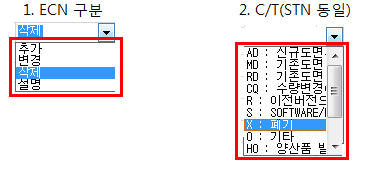 1. ECN 구분
삭제
추가
변경
삭제
설명
2. C/T(STN 동일)
AD : 신규도면
MD : 기존도면
RD : 기존도면
CQ : 수량변경
R : 이전버전
S : SOFTWARE/
X : 폐기
O : 기타
HO : 양산품 발